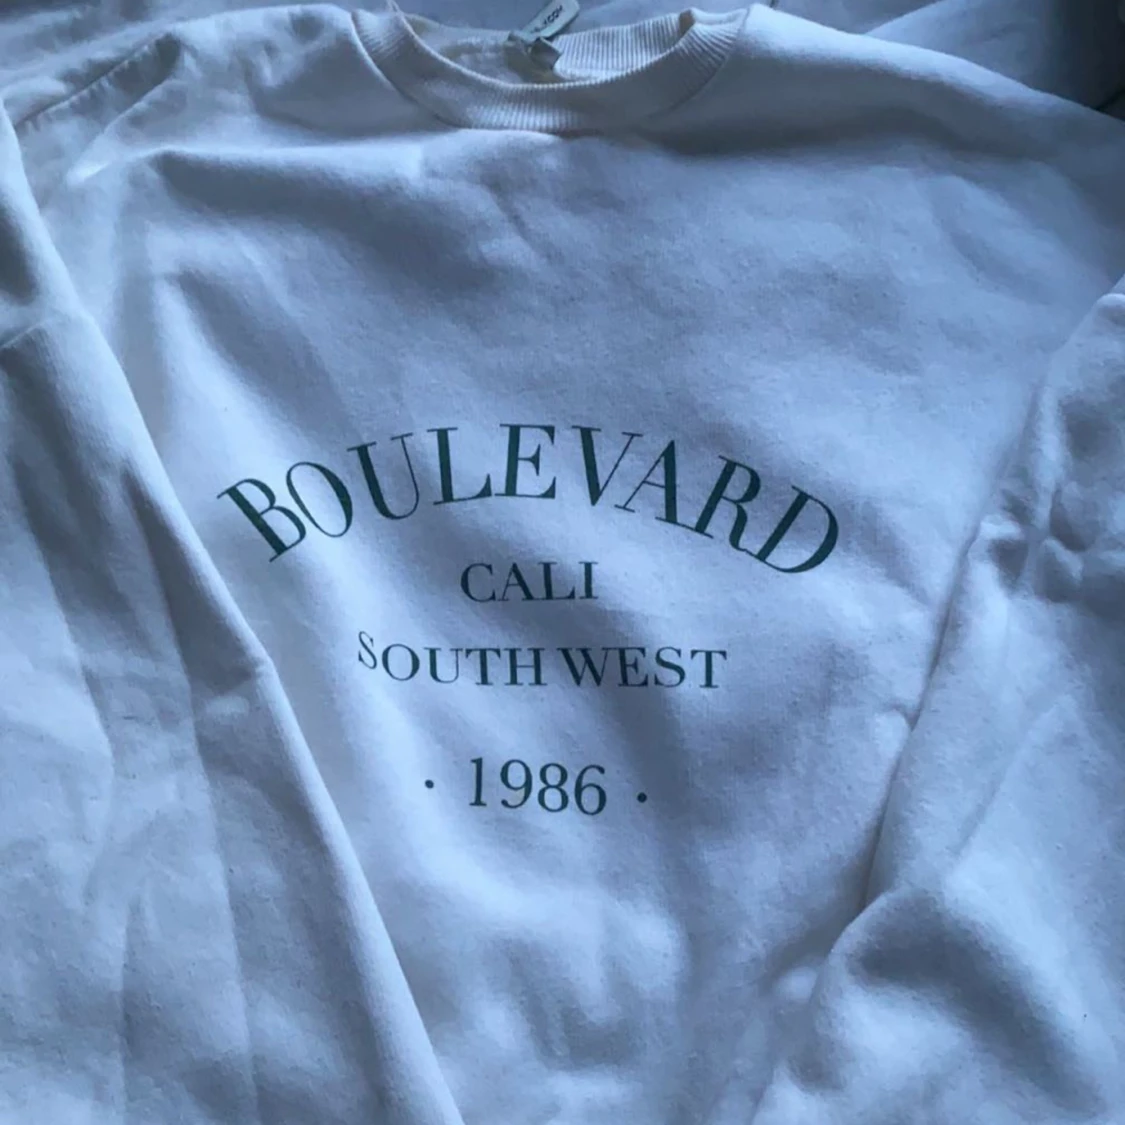 BOULEVARD
CALI
SOUTH WEST
· 1986 ·